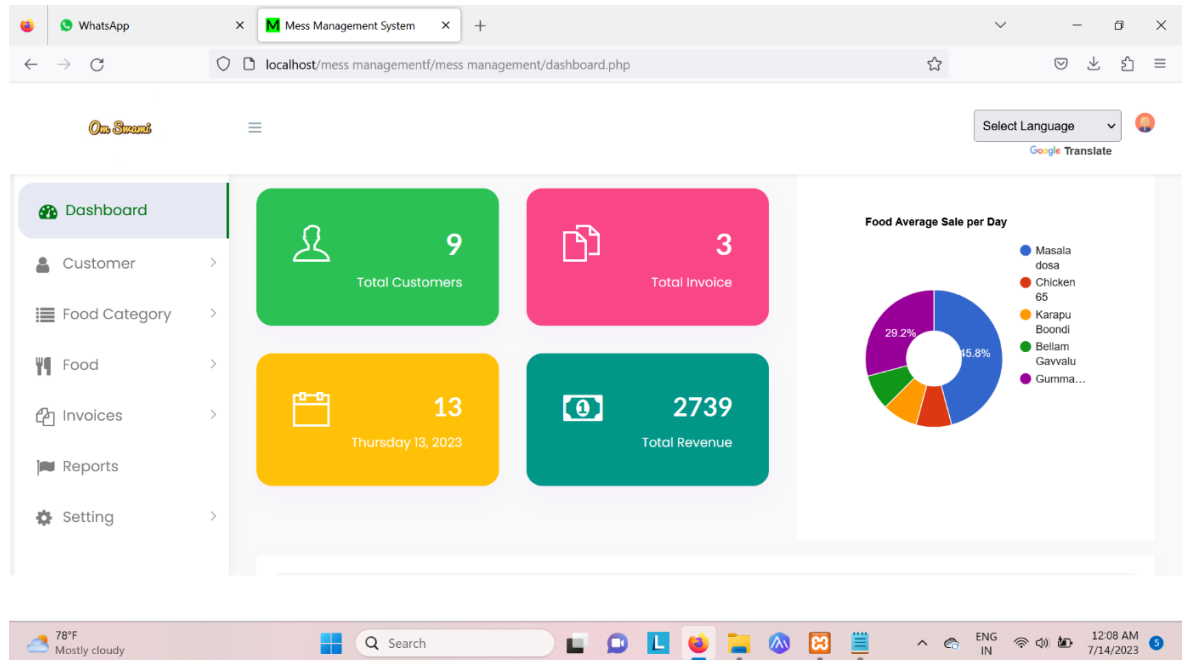 WhatsApp
Mess Management System
localhost/mess managementf/mess management/dashboard.php
Om Swami
Select Language
Google Translate
Dashboard
Customer
Food Category
Food
Invoices
Reports
Setting
9
Total Customers
3
Total Invoice
13
Thursday 13, 2023
2739
Total Revenue
Food Average Sale per Day
29.2%
45.8%
Masala
dosa
Chicken
65
Karapu
Boondi
Bellam
Gavvalu
Gumma...
78°F
Mostly cloudy
Search
ENG
IN
12:08 AM
7/14/2023
5